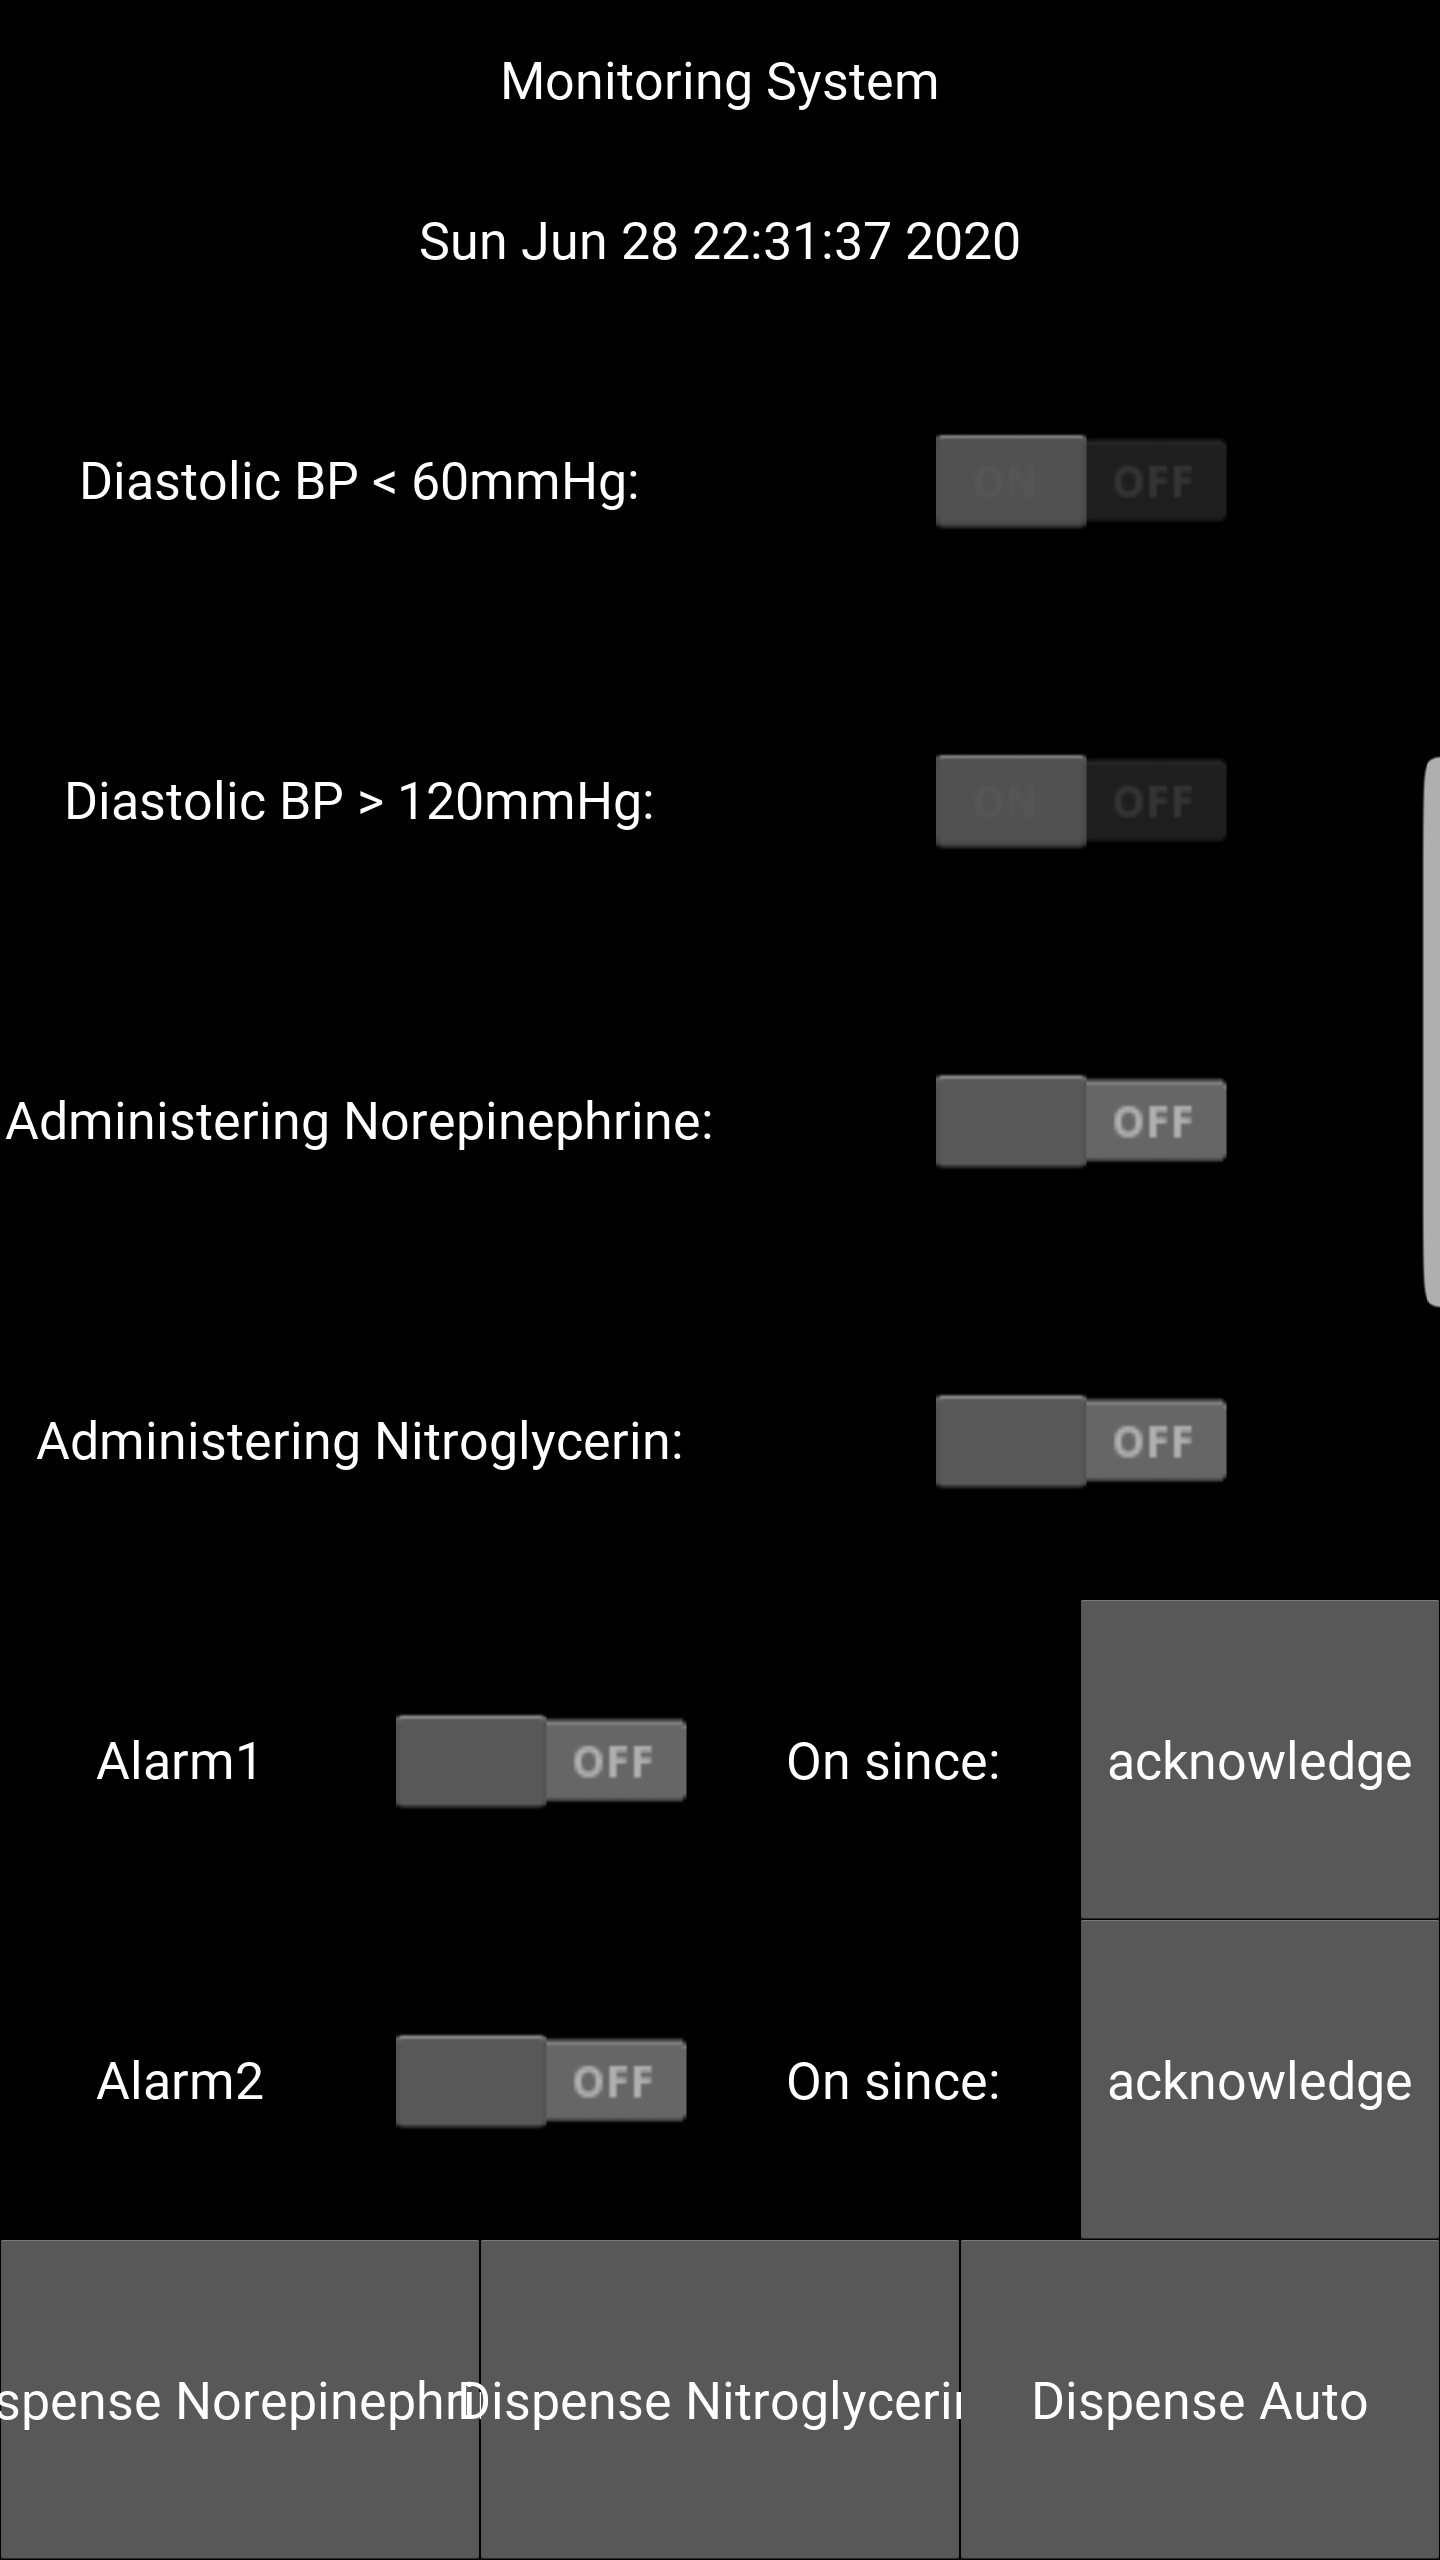 Monitoring System
Sun Jun 28 22:31:37 2020
Diastolic BP < 60mmHg: ON OFF
Diastolic BP > 120mmHg: ON OFF
Administering Norepinephrine: OFF
Administering Nitroglycerin: OFF
Alarm1 OFF On since: acknowledge
Alarm2 OFF On since: acknowledge
spense Norepinephri Dispense Nitroglycerin Dispense Auto